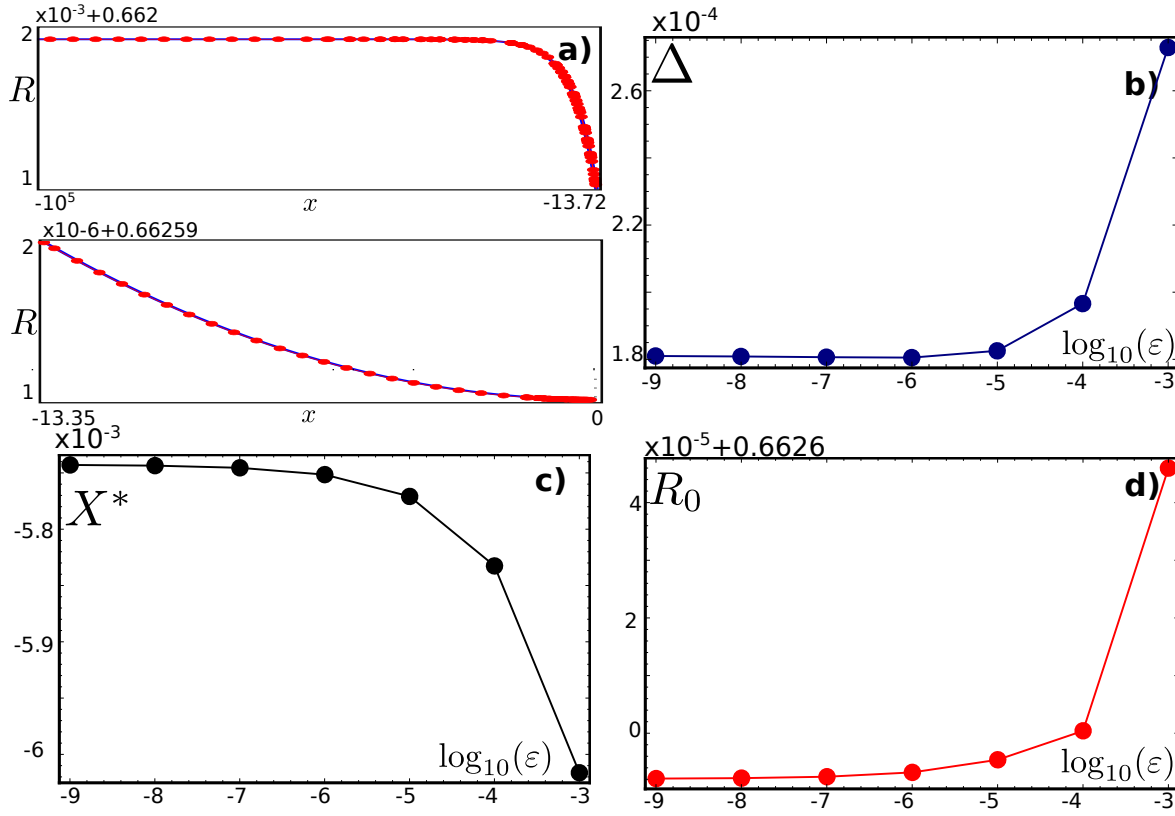 x10⁻³+0.662
2
a)
R
1
-10⁵
x
-13.72
x10-6+0.66259
2
R
1
-13.35
x
0
x10⁻⁴
Δ
b)
2.6
2.2
1.8
log₁₀(ε)
-9 -8 -7 -6 -5 -4 -3
x10⁻³
c)
X*
-5.8
-5.9
-6
log₁₀(ε)
-9 -8 -7 -6 -5 -4 -3
x10⁻⁵+0.6626
d)
R₀
4
2
0
log₁₀(ε)
-9 -8 -7 -6 -5 -4 -3